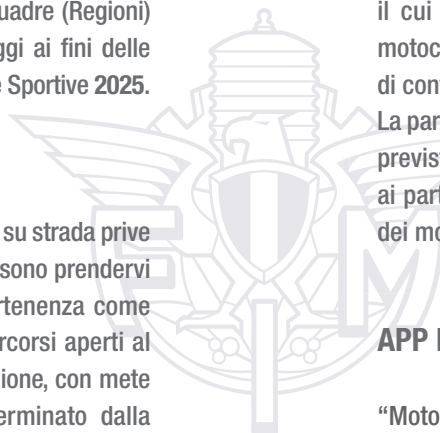 uadre (Regioni)
ggi ai fini delle
e Sportive 2025.
su strada prive
sono prendervi
rtenenza come
rcorsi aperti al
ione, con mete
erminato dalla
il cui
motoc
di con
La par
previs
ai part
dei mo
APP
“Moto
F M